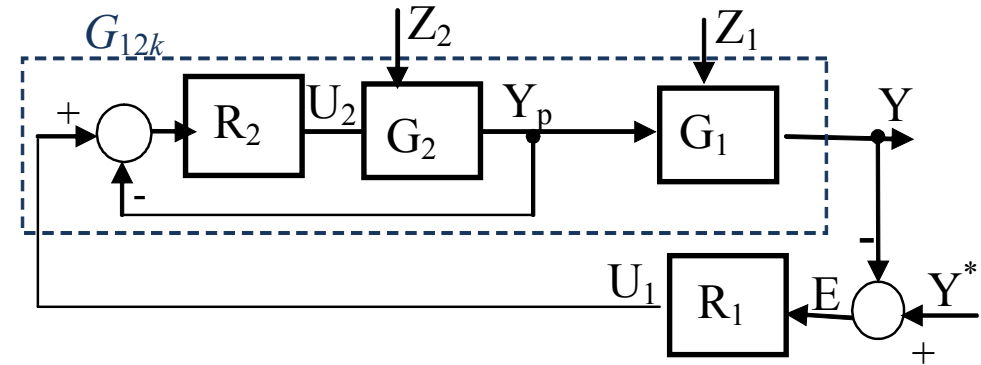 G₁₂ₖ
Z₂
Z₁
+
R₂
U₂
G₂
Yₚ
G₁
Y
-
-
U₁
R₁
E
Y*
+